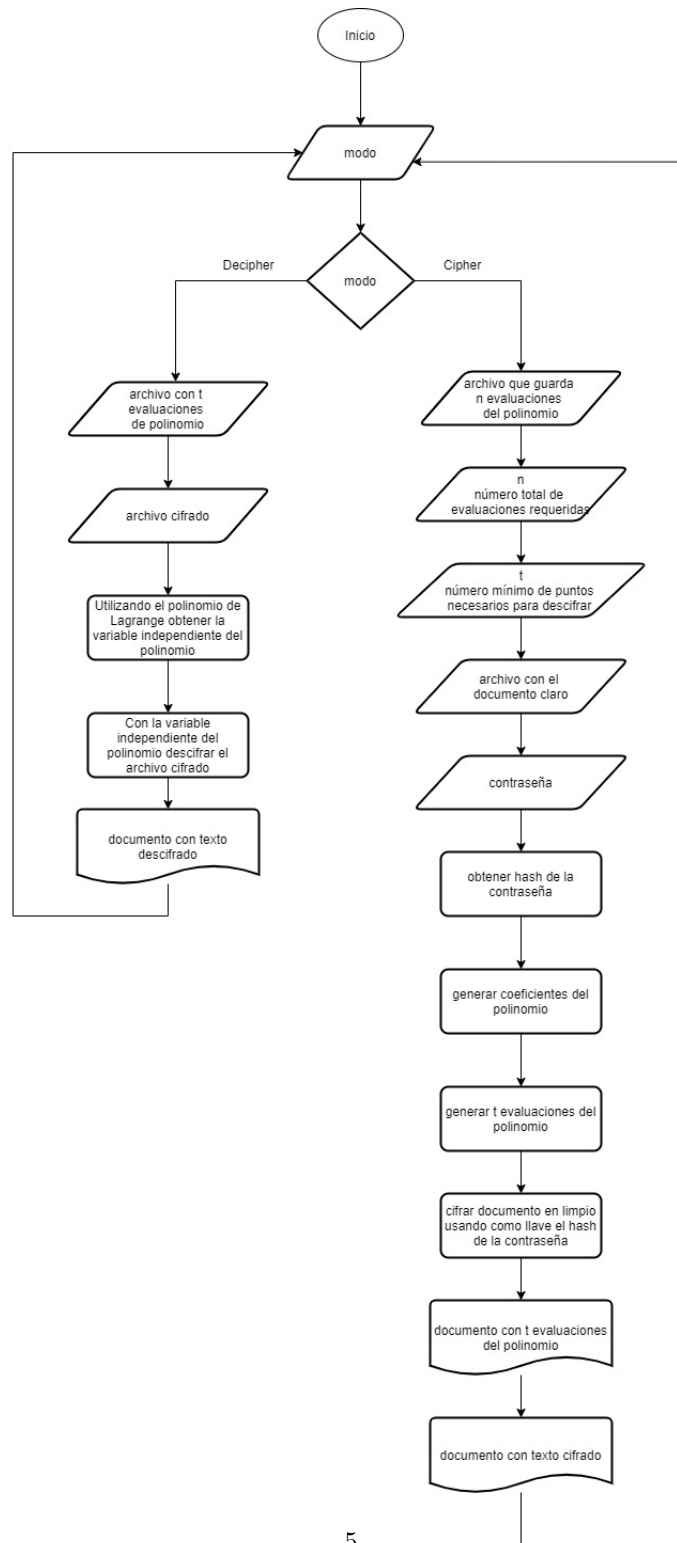 Inicio
modo
modo
Decipher
Cipher
archivo con t
evaluaciones
de polinomio
archivo cifrado
Utilizando el polinomio de
Lagrange obtener la
variable independiente del
polinomio
Con la variable
independiente del
polinomio descifrar el
archivo cifrado
documento con texto
descifrado
archivo que guarda
n evaluaciones
del polinomio
n
número total de
evaluaciones requeridas
t
número mínimo de puntos
necesarios para descifrar
archivo con el
documento claro
contraseña
obtener hash de la
contraseña
generar coeficientes del
polinomio
generar t evaluaciones del
polinomio
cifrar documento en limpio
usando como llave el hash
de la contraseña
documento con t evaluaciones
del polinomio
documento con texto cifrado
5